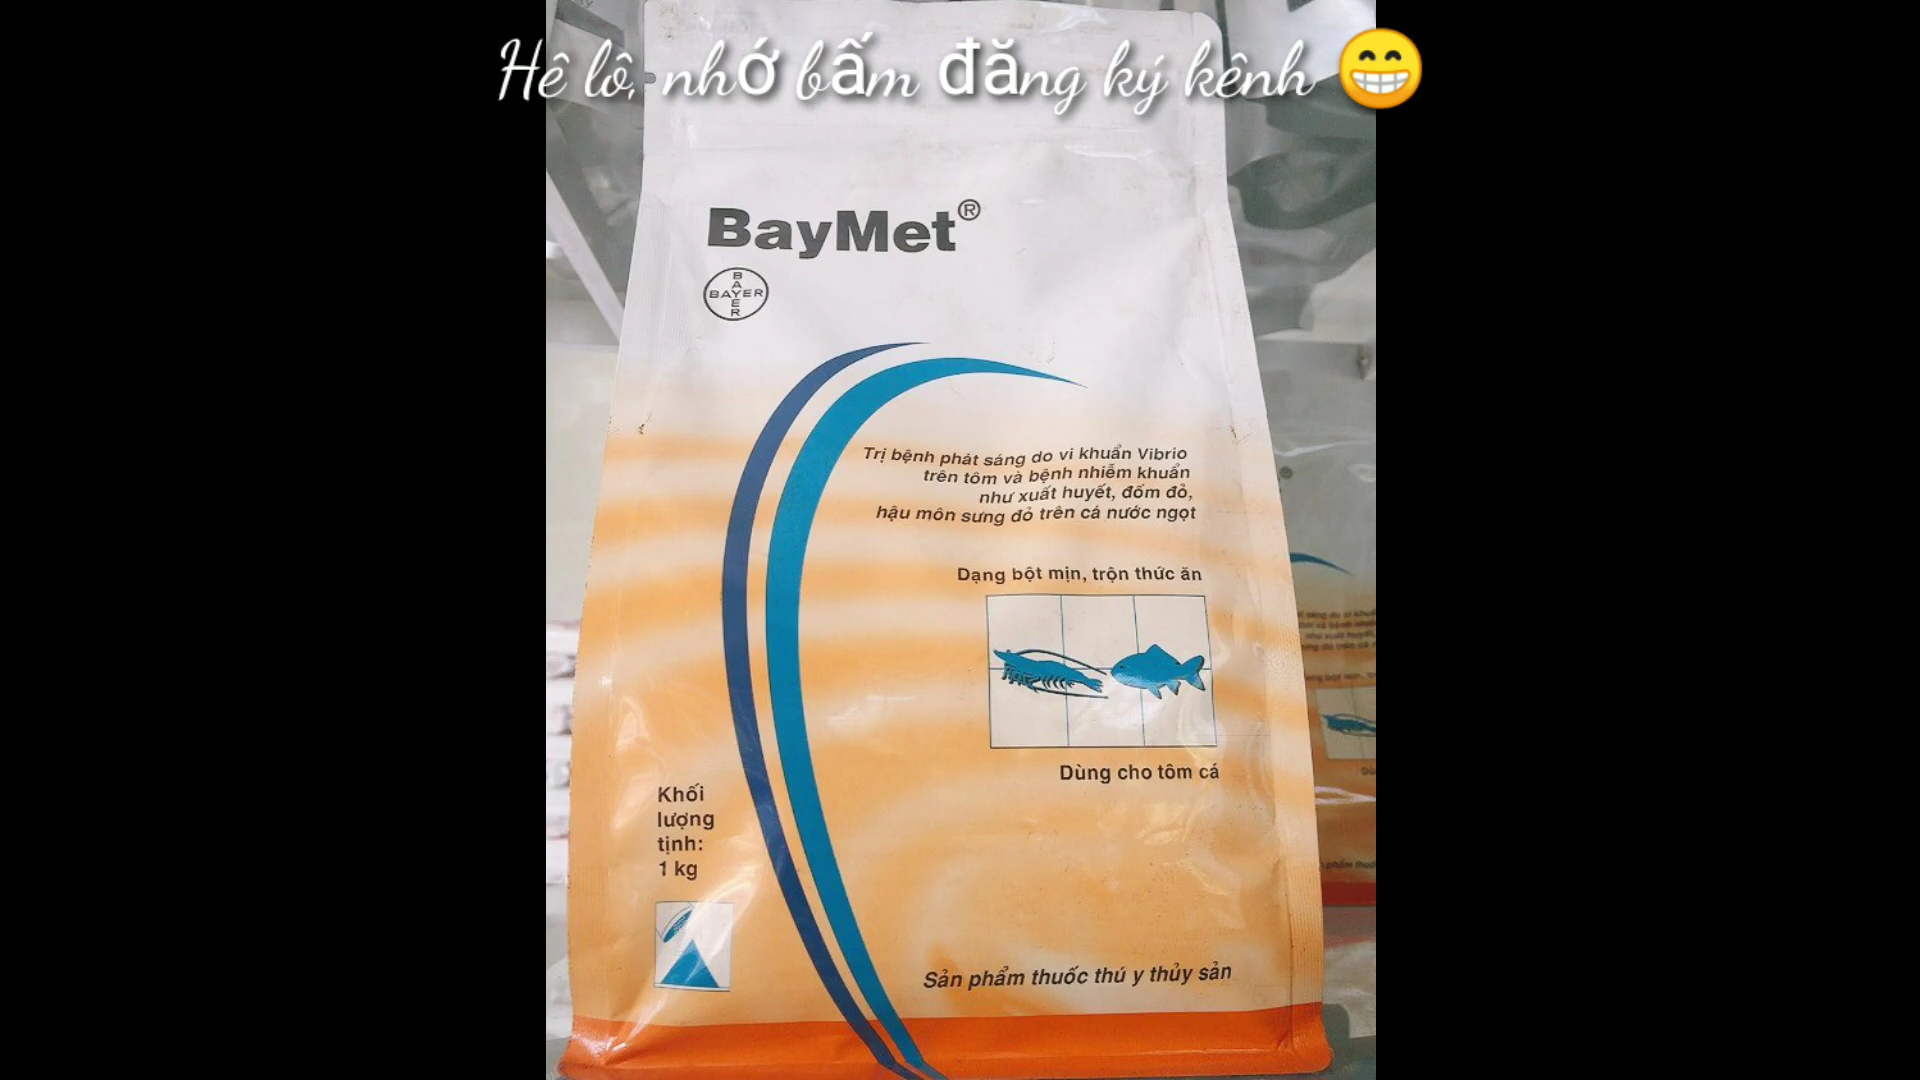 Hê lô, nhớ bấm đăng ký kênh 😁
BayMet®
BAYER
BAYER
Trị bệnh phát sáng do vi khuẩn Vibrio
trên tôm và bệnh nhiễm khuẩn
như xuất huyết, đốm đỏ,
hậu môn sưng đỏ trên cá nước ngọt
Dạng bột mịn, trộn thức ăn
Dùng cho tôm cá
Khối
lượng
tịnh:
1 kg
Sản phẩm thuốc thú y thủy sản